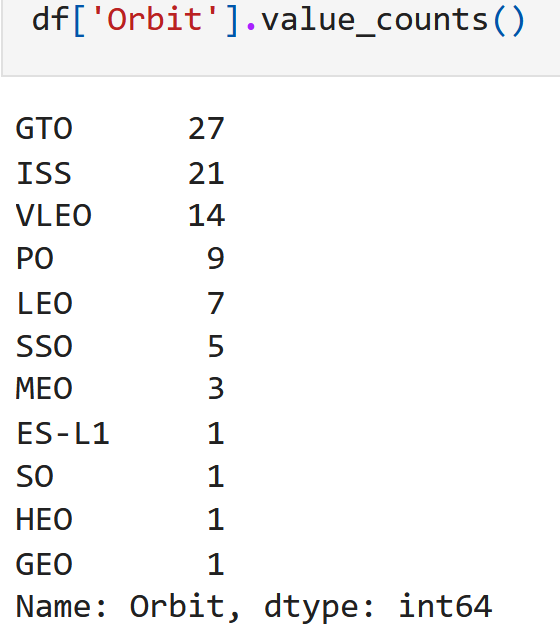 df['Orbit'].value_counts()
GTO 27
ISS 21
VLEO 14
PO 9
LEO 7
SSO 5
MEO 3
ES-L1 1
SO 1
HEO 1
GEO 1
Name: Orbit, dtype: int64